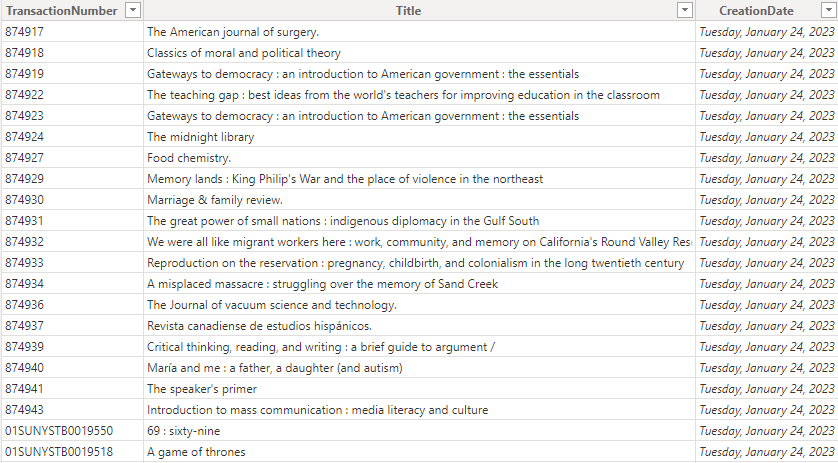 TransactionNumber Title CreationDate
874917 The American journal of surgery. Tuesday, January 24, 2023
874918 Classics of moral and political theory Tuesday, January 24, 2023
874919 Gateways to democracy : an introduction to American government : the essentials Tuesday, January 24, 2023
874922 The teaching gap : best ideas from the world's teachers for improving education in the classroom Tuesday, January 24, 2023
874923 Gateways to democracy : an introduction to American government : the essentials Tuesday, January 24, 2023
874924 The midnight library Tuesday, January 24, 2023
874927 Food chemistry. Tuesday, January 24, 2023
874929 Memory lands : King Philip's War and the place of violence in the northeast Tuesday, January 24, 2023
874930 Marriage & family review. Tuesday, January 24, 2023
874931 The great power of small nations : indigenous diplomacy in the Gulf South Tuesday, January 24, 2023
874932 We were all like migrant workers here : work, community, and memory on California's Round Valley Res Tuesday, January 24, 2023
874933 Reproduction on the reservation : pregnancy, childbirth, and colonialism in the long twentieth century Tuesday, January 24, 2023
874934 A misplaced massacre : struggling over the memory of Sand Creek Tuesday, January 24, 2023
874936 The Journal of vacuum science and technology. Tuesday, January 24, 2023
874937 Revista canadiense de estudios hispánicos. Tuesday, January 24, 2023
874939 Critical thinking, reading, and writing : a brief guide to argument / Tuesday, January 24, 2023
874940 María and me : a father, a daughter (and autism) Tuesday, January 24, 2023
874941 The speaker's primer Tuesday, January 24, 2023
874943 Introduction to mass communication : media literacy and culture Tuesday, January 24, 2023
01SUNYSTB0019550 69 : sixty-nine Tuesday, January 24, 2023
01SUNYSTB0019518 A game of thrones Tuesday, January 24, 2023